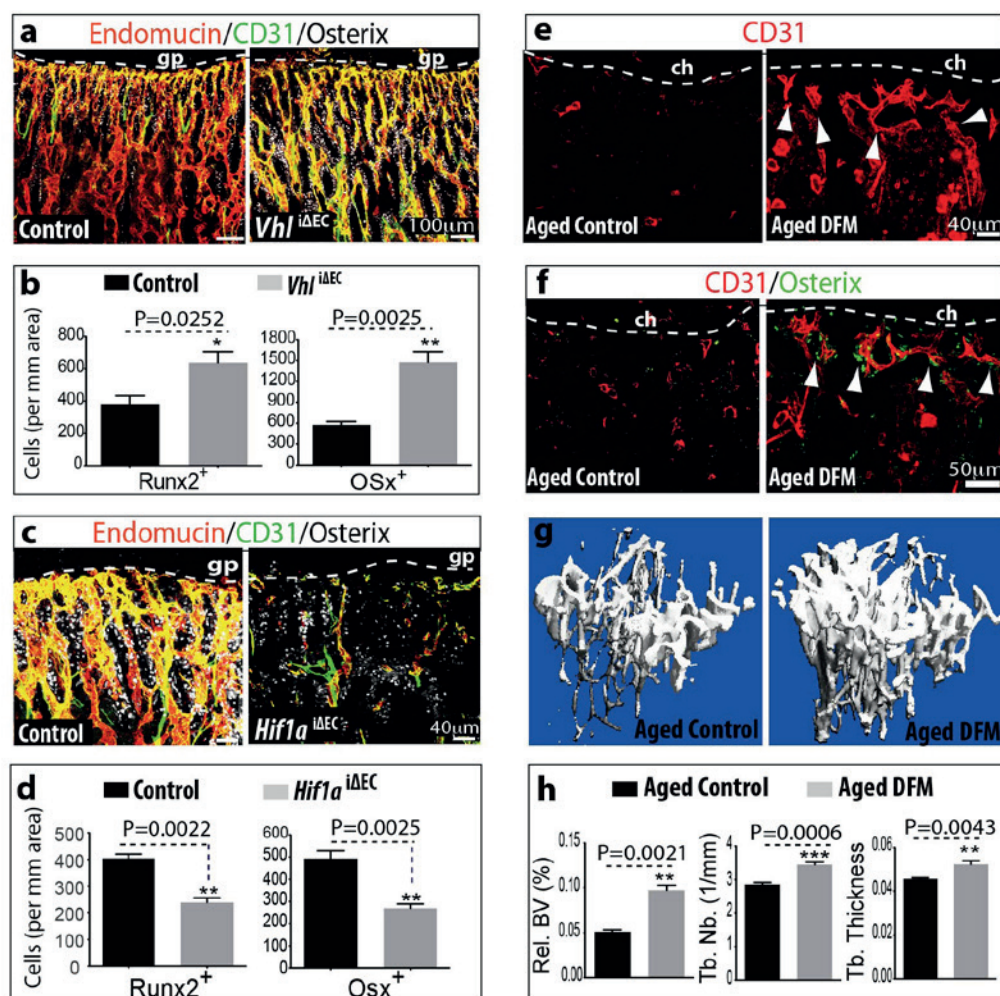 a Endomucin/CD31/Osterix
gp gp
Control Vhl iΔEC 100μm
b Control Vhl iΔEC
P=0.0252 P=0.0025
* **
Cells (per mm area)
800
600
400
200
0
1800
1500
1200
900
600
300
0
Runx2+ OSx+
c Endomucin/CD31/Osterix
gp gp
Control Hif1a iΔEC 40μm
d Control Hif1a iΔEC
P=0.0022 P=0.0025
** **
Cells (per mm area)
500
400
300
200
100
0
600
500
400
300
200
100
0
Runx2+ Osx+
e CD31
ch ch
Aged Control Aged DFM 40μm
f CD31/Osterix
ch ch
50μm
Aged Control Aged DFM
g
Aged Control Aged DFM
h Aged Control Aged DFM
P=0.0021 P=0.0006 P=0.0043
** *** **
Rel. BV (%)
0.15
0.10
0.05
0.00
Tb. Nb. (1/mm)
4
3
2
1
0
Tb. Thickness
0.06
0.04
0.02
0.00